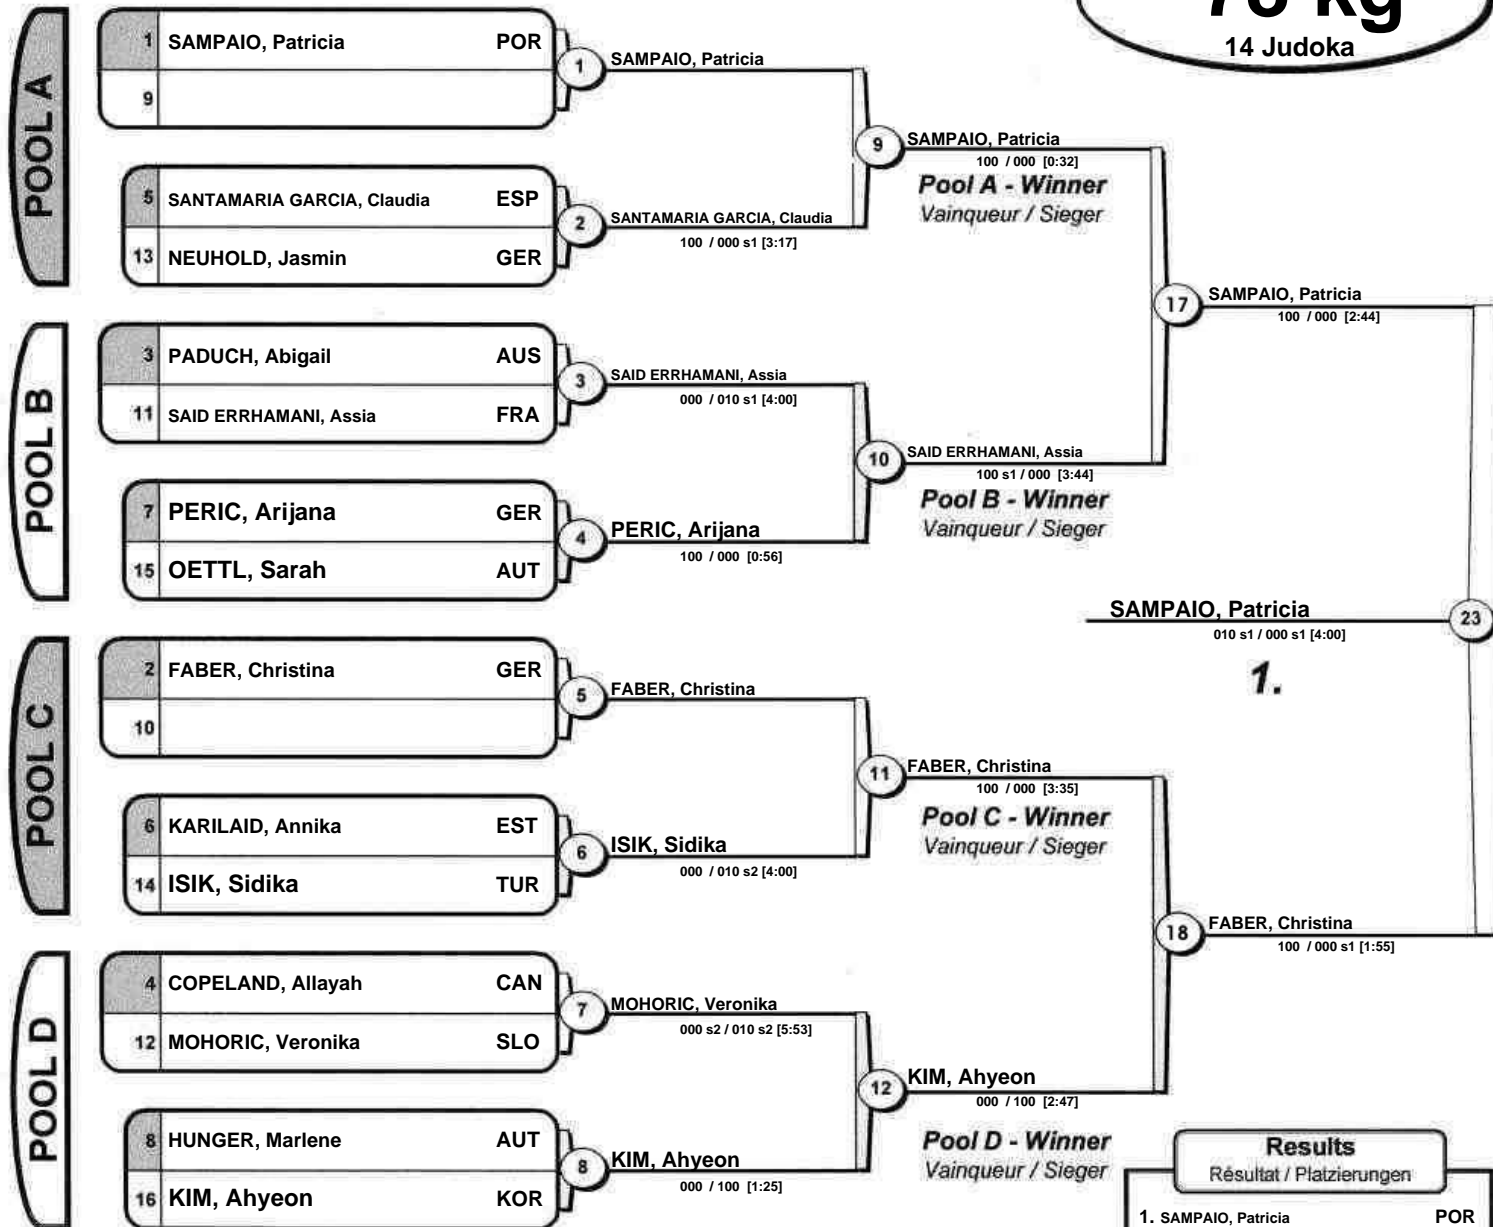 78 kg
14 Judoka
POOL A
1 SAMPAIO, Patricia POR
9
1 SAMPAIO, Patricia
5 SANTAMARIA GARCIA, Claudia ESP
13 NEUHOLD, Jasmin GER
2 SANTAMARIA GARCIA, Claudia
100 / 000 s1 [3:17]
9 SAMPAIO, Patricia
100 / 000 [0:32]
Pool A - Winner
Vainqueur / Sieger
POOL B
3 PADUCH, Abigail AUS
11 SAID ERRHAMANI, Assia FRA
3 SAID ERRHAMANI, Assia
000 / 010 s1 [4:00]
7 PERIC, Arijana GER
15 OETTL, Sarah AUT
4 PERIC, Arijana
100 / 000 [0:56]
10 SAID ERRHAMANI, Assia
100 s1 / 000 [3:44]
Pool B - Winner
Vainqueur / Sieger
17 SAMPAIO, Patricia
100 / 000 [2:44]
SAMPAIO, Patricia 23
010 s1 / 000 s1 [4:00]
1.
POOL C
2 FABER, Christina GER
10
5 FABER, Christina
6 KARILAID, Annika EST
14 ISIK, Sidika TUR
6 ISIK, Sidika
000 / 010 s2 [4:00]
11 FABER, Christina
100 / 000 [3:35]
Pool C - Winner
Vainqueur / Sieger
POOL D
4 COPELAND, Allayah CAN
12 MOHORIC, Veronika SLO
7 MOHORIC, Veronika
000 s2 / 010 s2 [5:53]
8 HUNGER, Marlene AUT
16 KIM, Ahyeon KOR
8 KIM, Ahyeon
000 / 100 [1:25]
12 KIM, Ahyeon
000 / 100 [2:47]
Pool D - Winner
Vainqueur / Sieger
18 FABER, Christina
100 / 000 s1 [1:55]
Results
Résultat / Platzierungen
1. SAMPAIO, Patricia POR